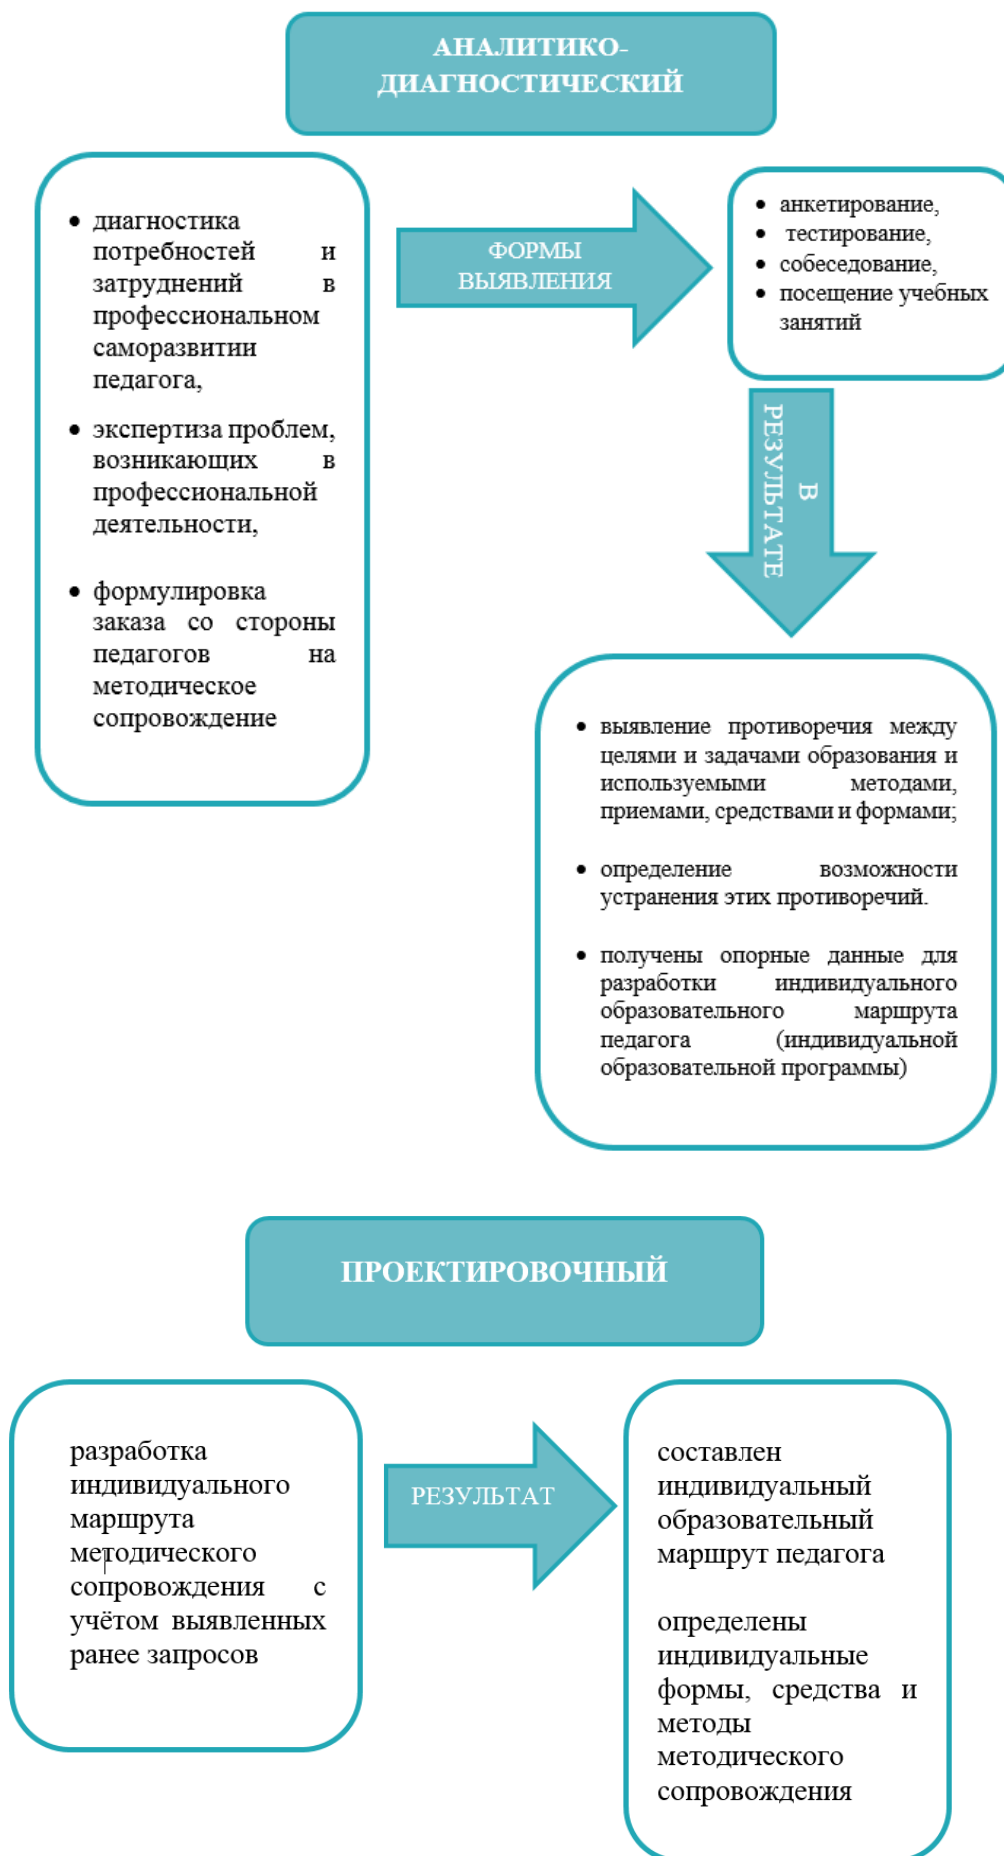 АНАЛИТИКО-
ДИАГНОСТИЧЕСКИЙ
• диагностика
потребностей и
затруднений в
профессиональном
саморазвитии
педагога,
• экспертиза проблем,
возникающих в
профессиональной
деятельности,
• формулировка
заказа со стороны
педагогов на
методическое
сопровождение
ФОРМЫ
ВЫЯВЛЕНИЯ
• анкетирование,
• тестирование,
• собеседование,
• посещение учебных
занятий
В
РЕЗУЛЬТАТЕ
• выявление противоречия между
целями и задачами образования и
используемыми методами,
приемами, средствами и формами;
• определение возможности
устранения этих противоречий.
• получены опорные данные для
разработки индивидуального
образовательного маршрута
педагога (индивидуальной
образовательной программы)
ПРОЕКТИРОВОЧНЫЙ
разработка
индивидуального
маршрута
методического
сопровождения с
учётом выявленных
ранее запросов
РЕЗУЛЬТАТ
составлен
индивидуальный
образовательный
маршрут педагога
определены
индивидуальные
формы, средства и
методы
методического
сопровождения